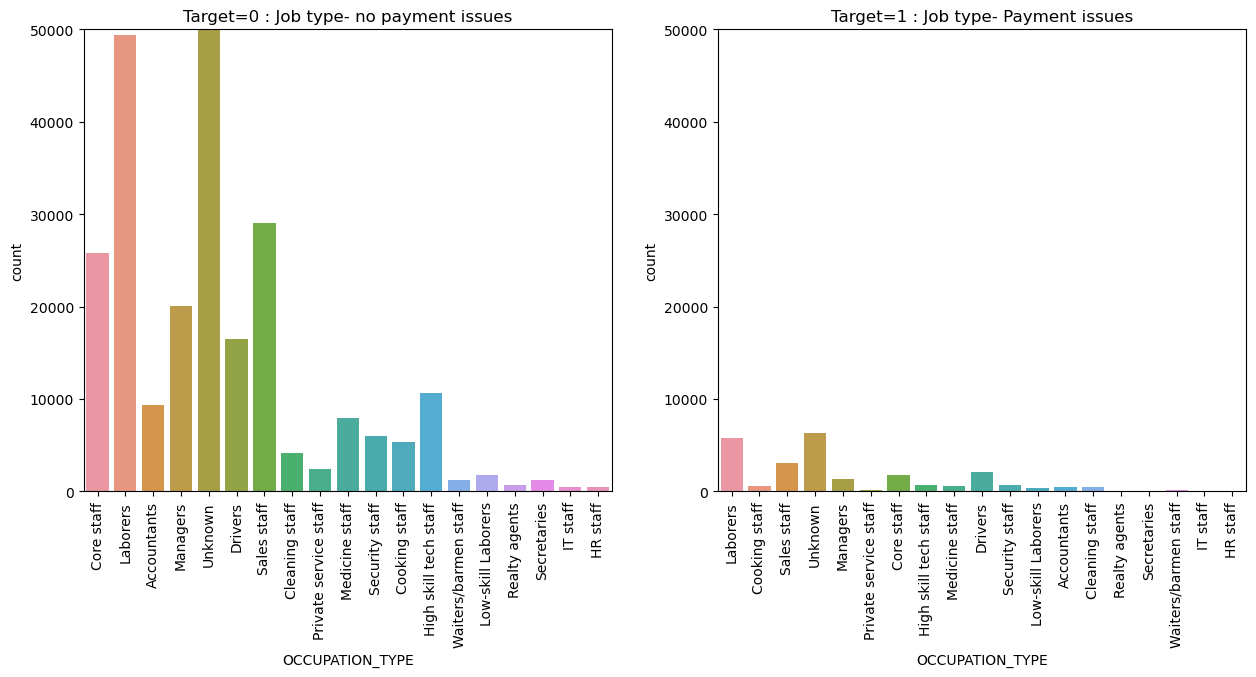 Target=0 : Job type- no payment issues
50000
40000
30000
20000
10000
0
count
Core staff
Laborers
Accountants
Managers
Unknown
Drivers
Sales staff
Cleaning staff
Private service staff
Medicine staff
Security staff
Cooking staff
High skill tech staff
Waiters/barmen staff
Low-skill Laborers
Realty agents
Secretaries
IT staff
HR staff
OCCUPATION_TYPE
Target=1 : Job type- Payment issues
50000
40000
30000
20000
10000
0
count
Laborers
Cooking staff
Sales staff
Unknown
Managers
Private service staff
Core staff
High skill tech staff
Medicine staff
Drivers
Security staff
Low-skill Laborers
Accountants
Cleaning staff
Realty agents
Secretaries
Waiters/barmen staff
IT staff
HR staff
OCCUPATION_TYPE